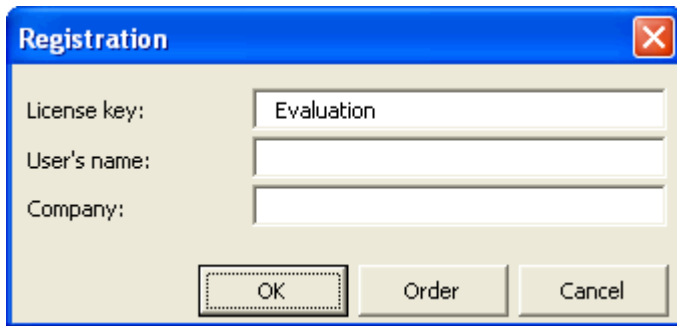 Registration
License key: Evaluation
User's name:
Company:
OK Order Cancel